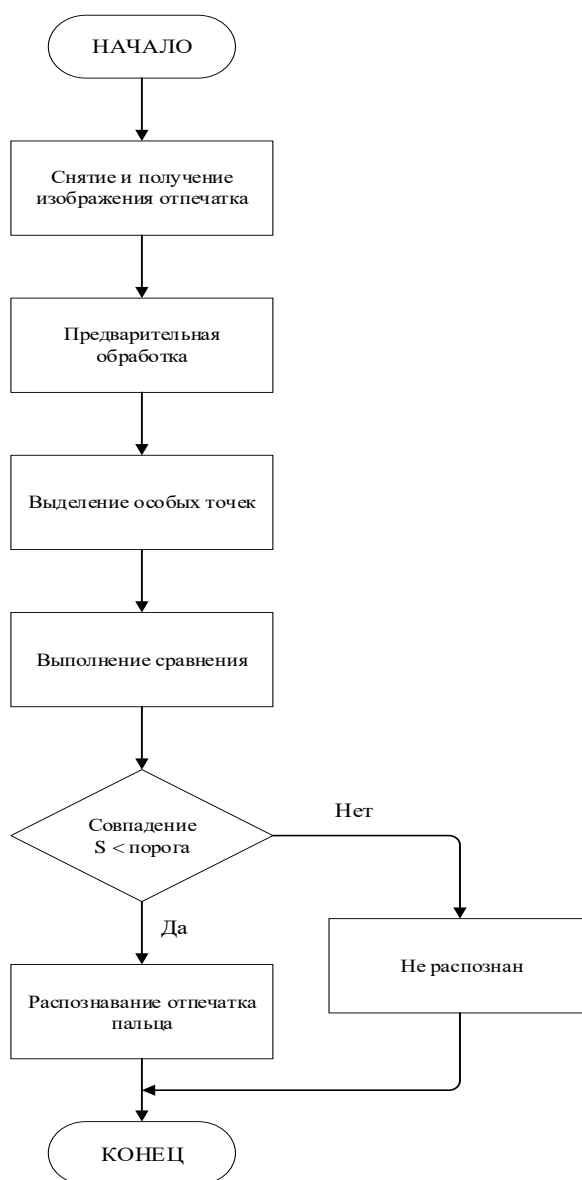 НАЧАЛО
Снятие и получение
изображения отпечатка
Предварительная
обработка
Выделение особых точек
Выполнение сравнения
Совпадение
S < порога
Нет
Да
Не распознан
Распознавание отпечатка
пальца
КОНЕЦ